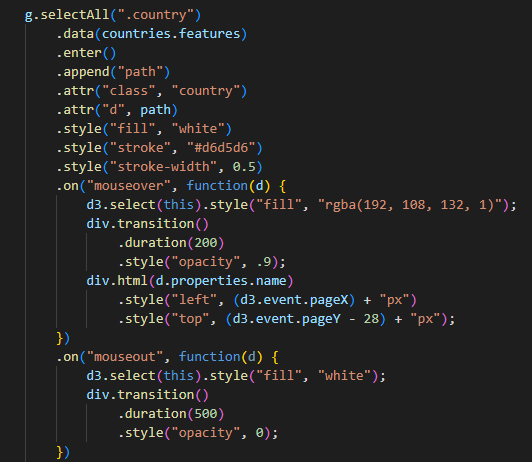 g.selectAll(".country")
    .data(countries.features)
    .enter()
    .append("path")
    .attr("class", "country")
    .attr("d", path)
    .style("fill", "white")
    .style("stroke", "#d6d5d6")
    .style("stroke-width", 0.5)
    .on("mouseover", function(d) {
        d3.select(this).style("fill", "rgba(192, 108, 132, 1)");
        div.transition()
            .duration(200)
            .style("opacity", .9);
        div.html(d.properties.name)
            .style("left", (d3.event.pageX) + "px")
            .style("top", (d3.event.pageY - 28) + "px");
    })
    .on("mouseout", function(d) {
        d3.select(this).style("fill", "white");
        div.transition()
            .duration(500)
            .style("opacity", 0);
    })